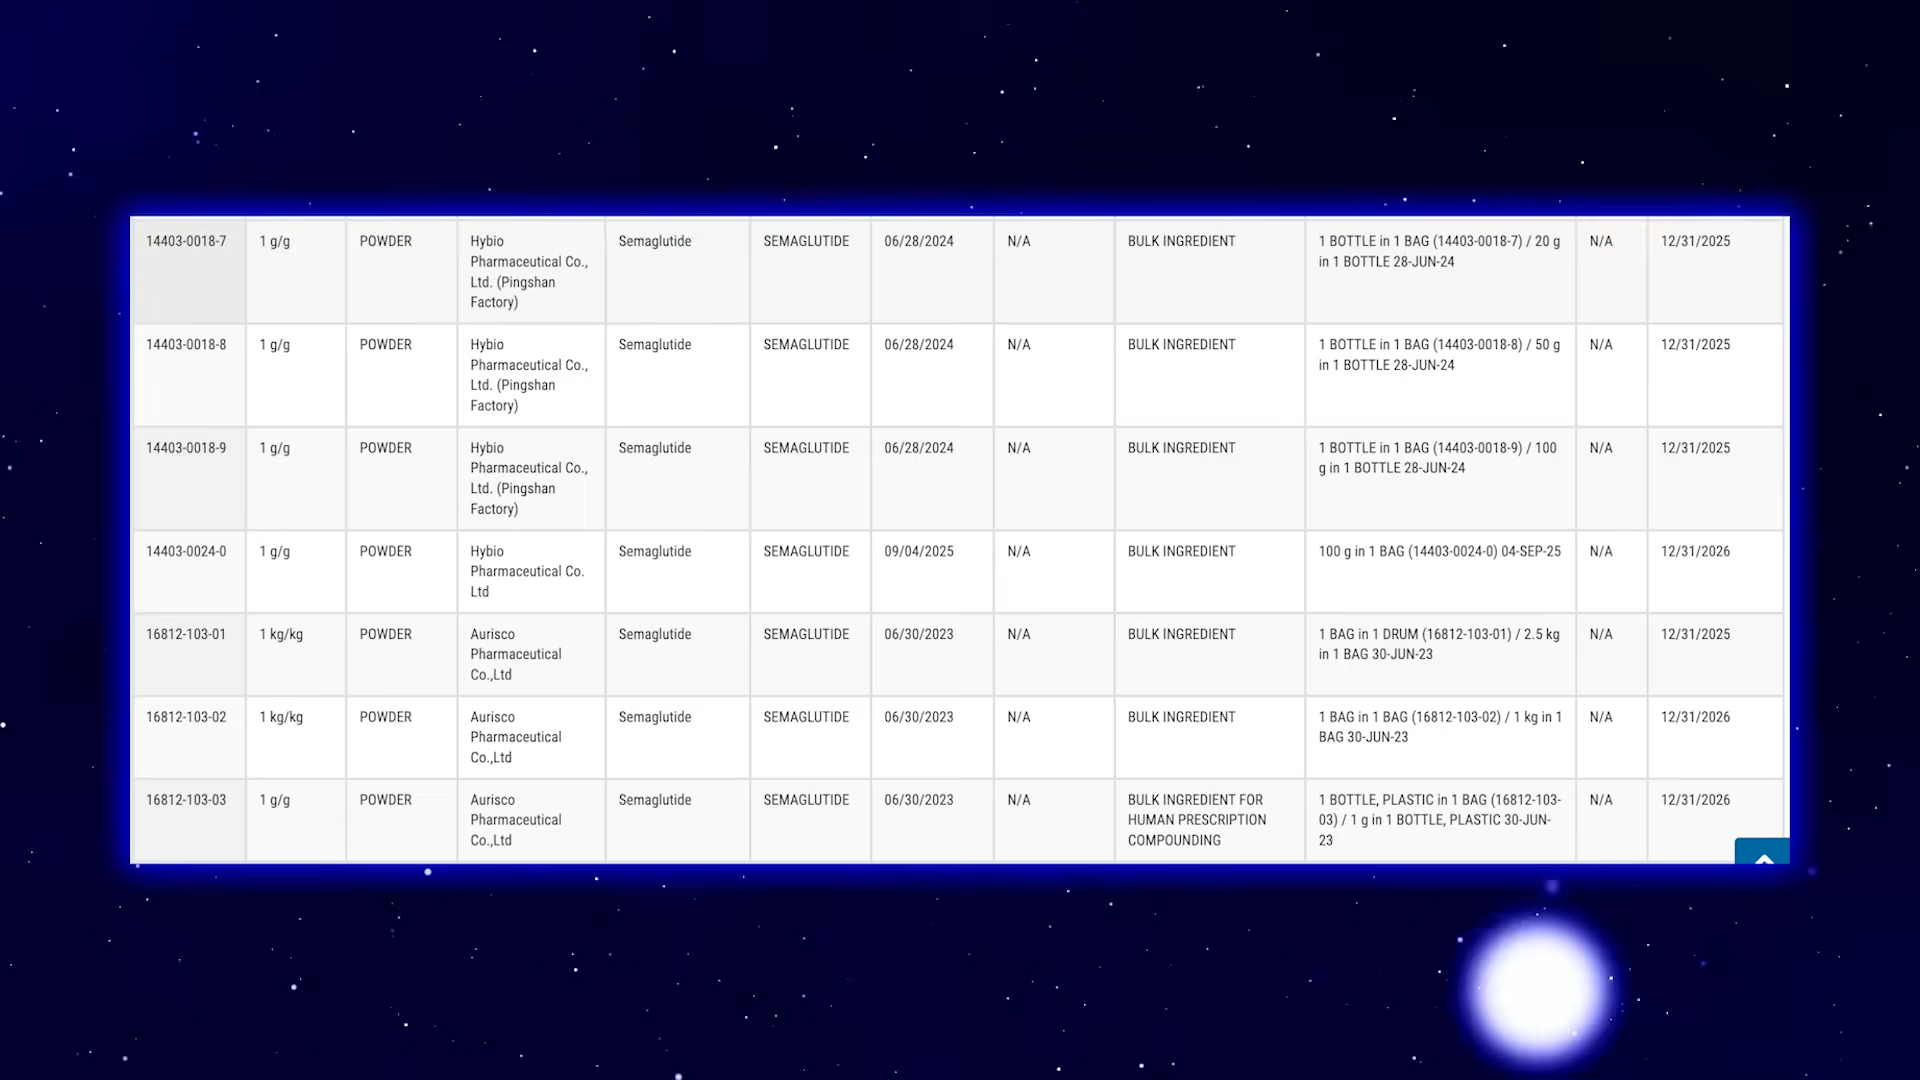 14403-0018-7 1 g/g POWDER Hybio Semaglutide SEMAGLUTIDE 06/28/2024 N/A BULK INGREDIENT 1 BOTTLE in 1 BAG (14403-0018-7) / 20 g N/A 12/31/2025
Pharmaceutical Co., in 1 BOTTLE 28-JUN-24
Ltd. (Pingshan
Factory)
14403-0018-8 1 g/g POWDER Hybio Semaglutide SEMAGLUTIDE 06/28/2024 N/A BULK INGREDIENT 1 BOTTLE in 1 BAG (14403-0018-8) / 50 g N/A 12/31/2025
Pharmaceutical Co., in 1 BOTTLE 28-JUN-24
Ltd. (Pingshan
Factory)
14403-0018-9 1 g/g POWDER Hybio Semaglutide SEMAGLUTIDE 06/28/2024 N/A BULK INGREDIENT 1 BOTTLE in 1 BAG (14403-0018-9) / 100 N/A 12/31/2025
Pharmaceutical Co., g in 1 BOTTLE 28-JUN-24
Ltd. (Pingshan
Factory)
14403-0024-0 1 g/g POWDER Hybio Semaglutide SEMAGLUTIDE 09/04/2025 N/A BULK INGREDIENT 100 g in 1 BAG (14403-0024-0) 04-SEP-25 N/A 12/31/2026
Pharmaceutical Co.
Ltd
16812-103-01 1 kg/kg POWDER Aurisco Semaglutide SEMAGLUTIDE 06/30/2023 N/A BULK INGREDIENT 1 BAG in 1 DRUM (16812-103-01) / 2.5 kg N/A 12/31/2025
Pharmaceutical in 1 BAG 30-JUN-23
Co.,Ltd
16812-103-02 1 kg/kg POWDER Aurisco Semaglutide SEMAGLUTIDE 06/30/2023 N/A BULK INGREDIENT 1 BAG in 1 BAG (16812-103-02) / 1 kg in 1 N/A 12/31/2026
Pharmaceutical BAG 30-JUN-23
Co.,Ltd
16812-103-03 1 g/g POWDER Aurisco Semaglutide SEMAGLUTIDE 06/30/2023 N/A BULK INGREDIENT FOR 1 BOTTLE, PLASTIC in 1 BAG (16812-103- N/A 12/31/2026
Pharmaceutical HUMAN PRESCRIPTION 03) / 1 g in 1 BOTTLE, PLASTIC 30-JUN-
Co.,Ltd COMPOUNDING 23